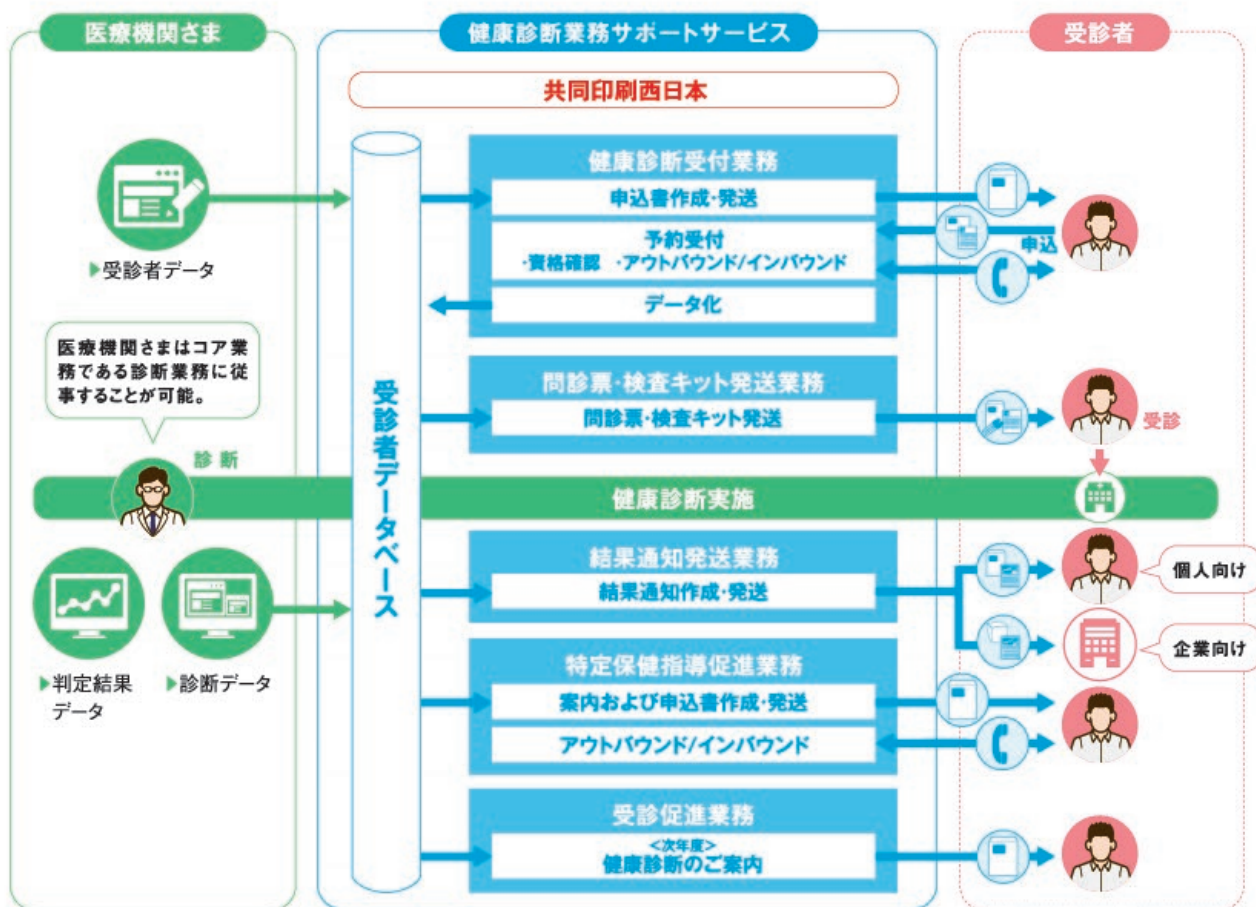 医療機関さま
健康診断業務サポートサービス
受診者
共同印刷西日本
▶受診者データ
医療機関さまはコア業
務である診断業務に従
事することが可能。
診断
▶判定結果
データ
▶診断データ
受診者データベース
健康診断受付業務
申込書作成・発送
予約受付
・資格確認 ・アウトバウンド/インバウンド
データ化
申込
問診票・検査キット発送業務
問診票・検査キット発送
受診
健康診断実施
結果通知発送業務
結果通知作成・発送
個人向け
企業向け
特定保健指導促進業務
案内および申込書作成・発送
アウトバウンド/インバウンド
受診促進業務
<次年度>
健康診断のご案内